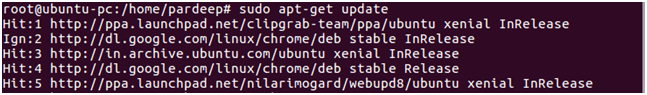 root@ubuntu-pc:/home/pardeep# sudo apt-get update
Hit:1 http://ppa.launchpad.net/clipgrab-team/ppa/ubuntu xenial InRelease
Ign:2 http://dl.google.com/linux/chrome/deb stable InRelease
Hit:3 http://in.archive.ubuntu.com/ubuntu xenial InRelease
Hit:4 http://dl.google.com/linux/chrome/deb stable Release
Hit:5 http://ppa.launchpad.net/nilarimogard/webupd8/ubuntu xenial InRelease